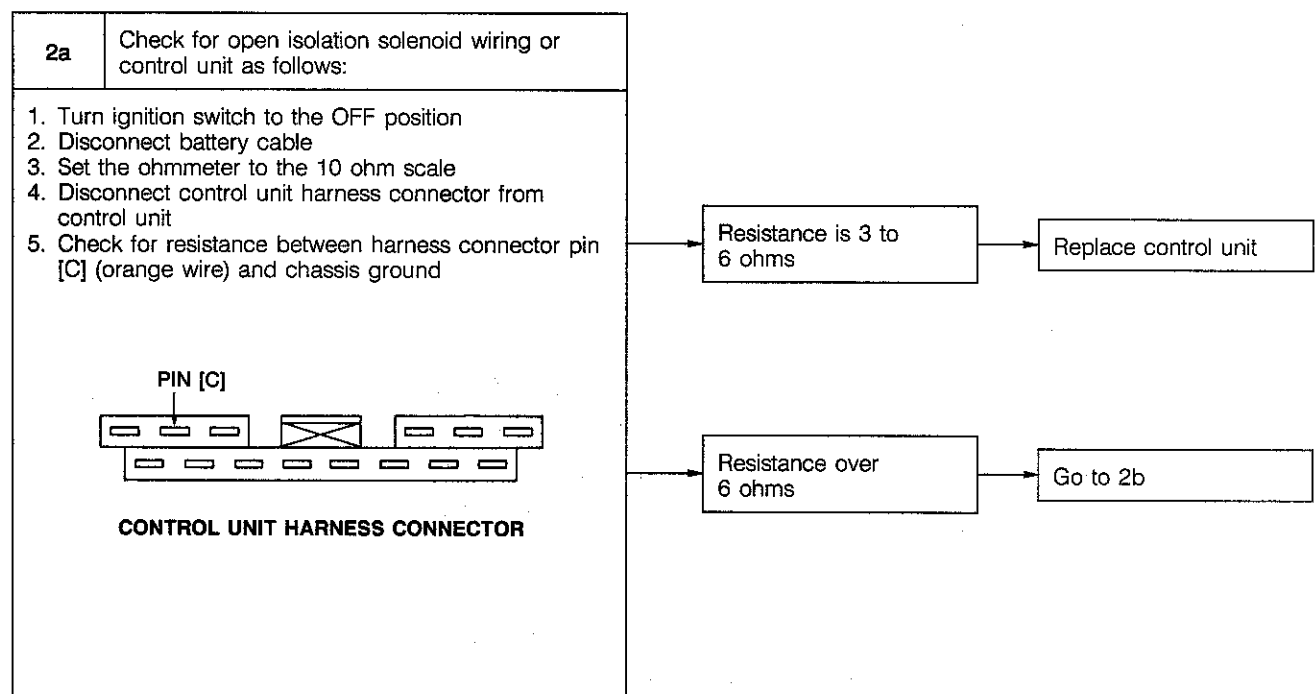 2a
Check for open isolation solenoid wiring or
control unit as follows:
1. Turn ignition switch to the OFF position
2. Disconnect battery cable
3. Set the ohmmeter to the 10 ohm scale
4. Disconnect control unit harness connector from
control unit
5. Check for resistance between harness connector pin
[C] (orange wire) and chassis ground
PIN [C]
CONTROL UNIT HARNESS CONNECTOR
Resistance is 3 to
6 ohms
Replace control unit
Resistance over
6 ohms
Go to 2b